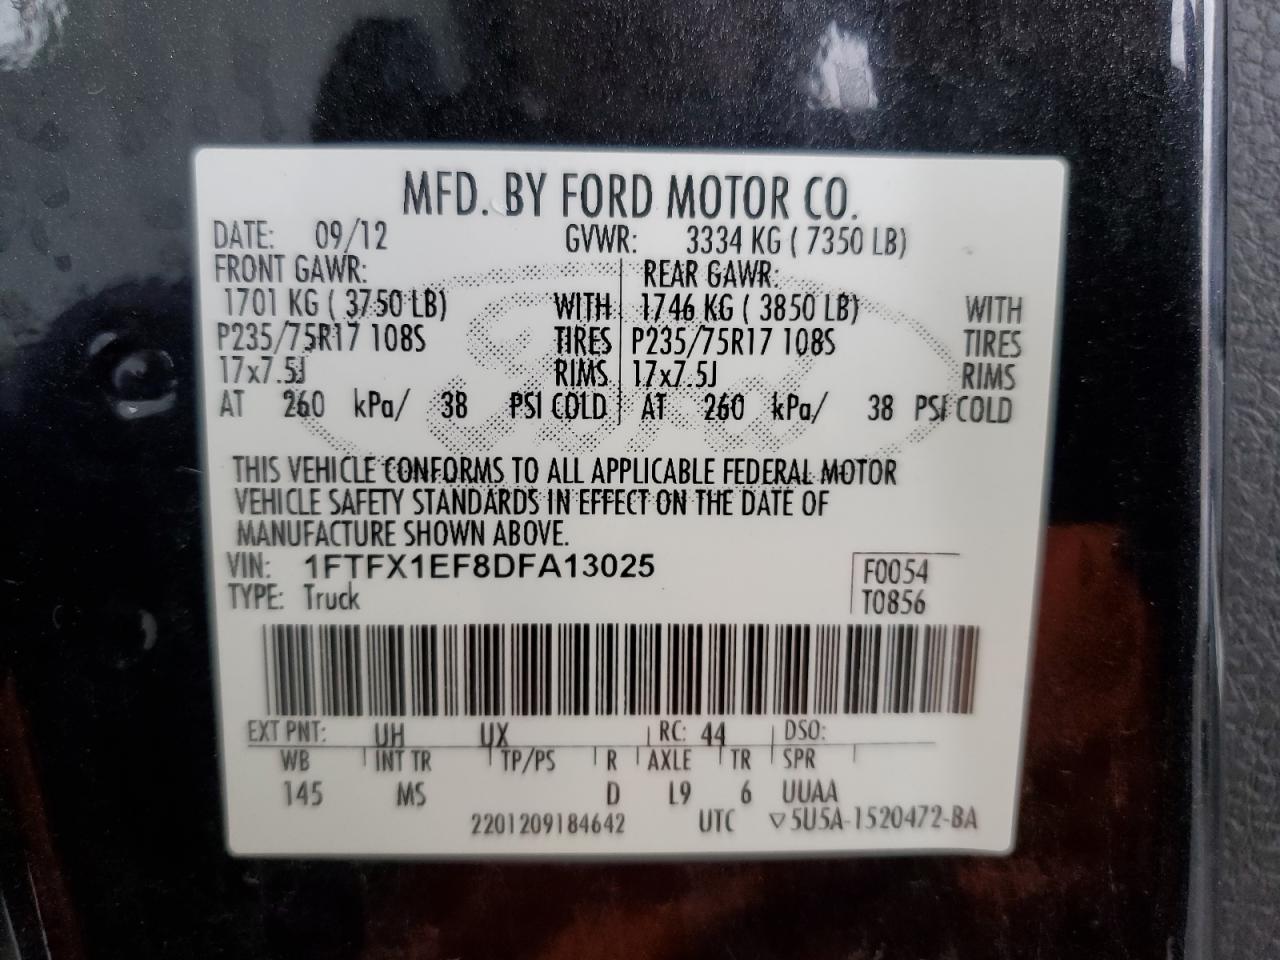 MFD. BY FORD MOTOR CO.
DATE: 09/12 GVWR: 3334 KG ( 7350 LB)
FRONT GAWR: REAR GAWR:
1701 KG ( 3750 LB) WITH 1746 KG ( 3850 LB) WITH
P235/75R17 108S TIRES P235/75R17 108S TIRES
17x7.5J RIMS 17x7.5J RIMS
AT 260 kPa/ 38 PSI COLD AT 260 kPa/ 38 PSI COLD
THIS VEHICLE CONFORMS TO ALL APPLICABLE FEDERAL MOTOR
VEHICLE SAFETY STANDARDS IN EFFECT ON THE DATE OF
MANUFACTURE SHOWN ABOVE.
VIN: 1FTFX1EF8DFA13025 F0054
TYPE: Truck T0856
EXT PNT: UH UX RC: 44 DSO:
WB INT TR TP/PS R AXLE TR SPR
145 MS D L9 6 UUAA
2201209184642 UTC ▽5U5A-1520472-BA
Ford